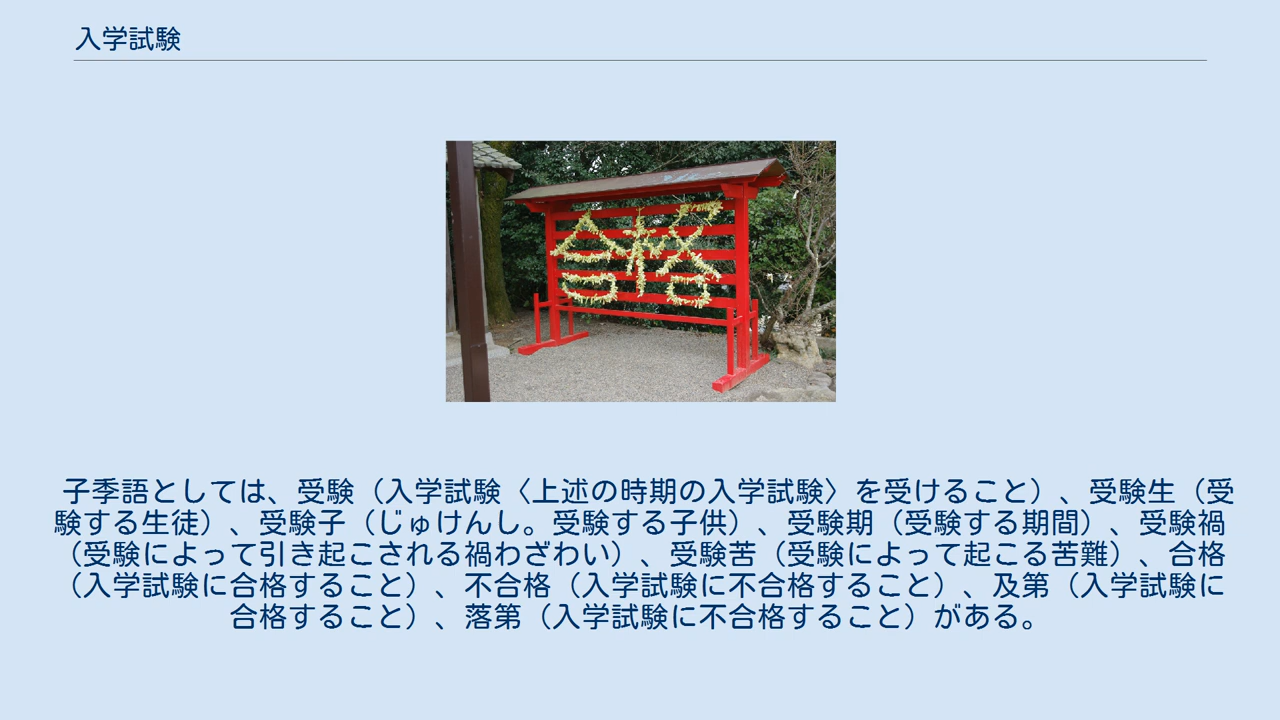 入学試験
合格
子季語としては、受験（入学試験〈上述の時期の入学試験〉を受けること）、受験生（受
験する生徒）、受験子（じゅけんし。受験する子供）、受験期（受験する期間）、受験禍
（受験によって引き起こされる禍わざわい）、受験苦（受験によって起こる苦難）、合格
（入学試験に合格すること）、不合格（入学試験に不合格すること）、及第（入学試験に
合格すること）、落第（入学試験に不合格すること）がある。